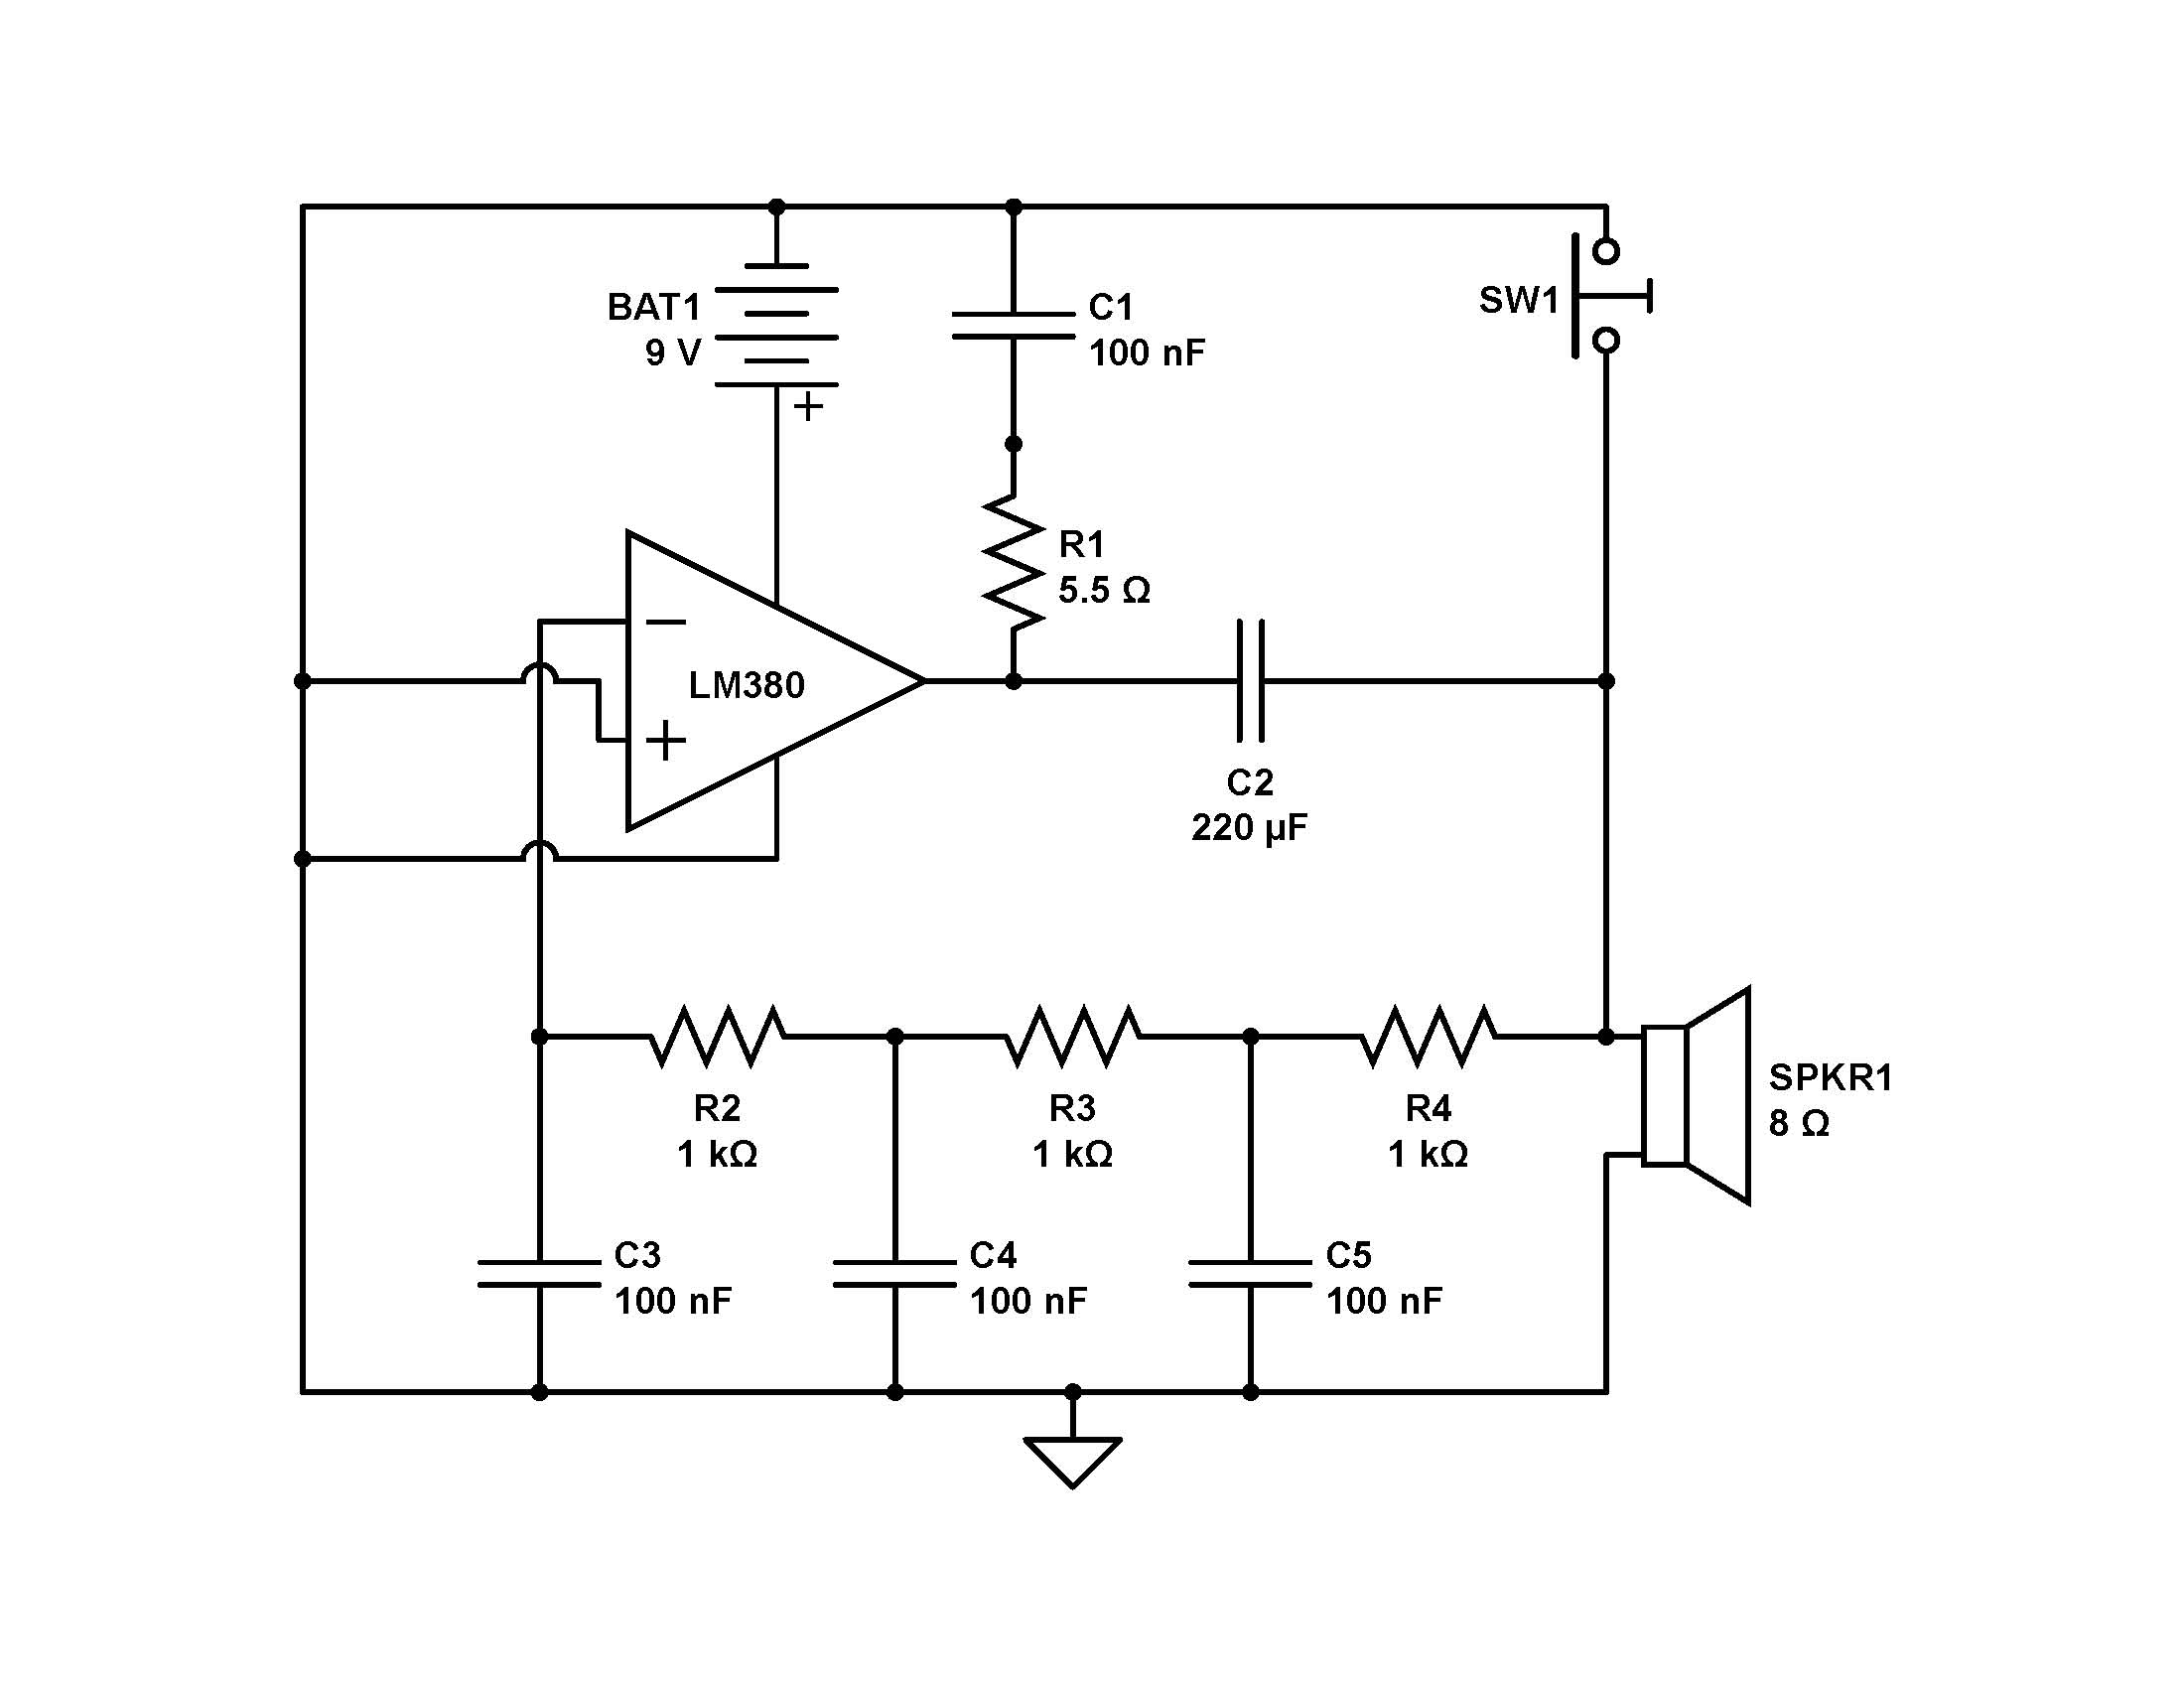 BAT1
9 V
+
C1
100 nF
SW1
R1
5.5 Ω
−
LM380
+
C2
220 µF
R2
1 kΩ
R3
1 kΩ
R4
1 kΩ
SPKR1
8 Ω
C3
100 nF
C4
100 nF
C5
100 nF